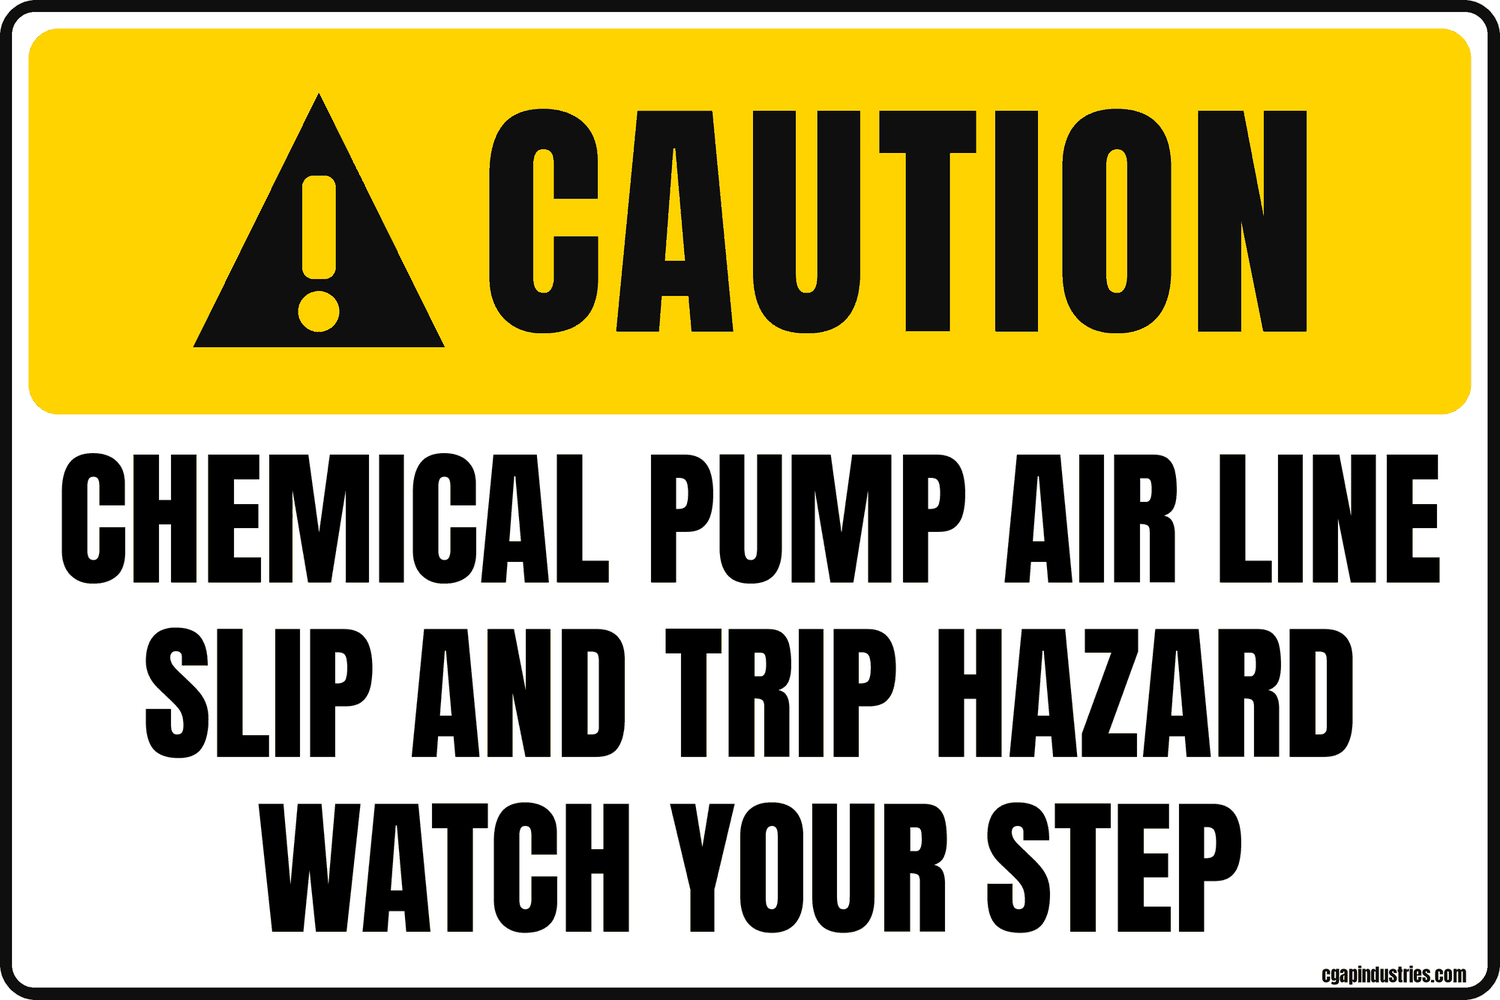 CAUTION
CHEMICAL PUMP AIR LINE
SLIP AND TRIP HAZARD
WATCH YOUR STEP
cgapindustries.com